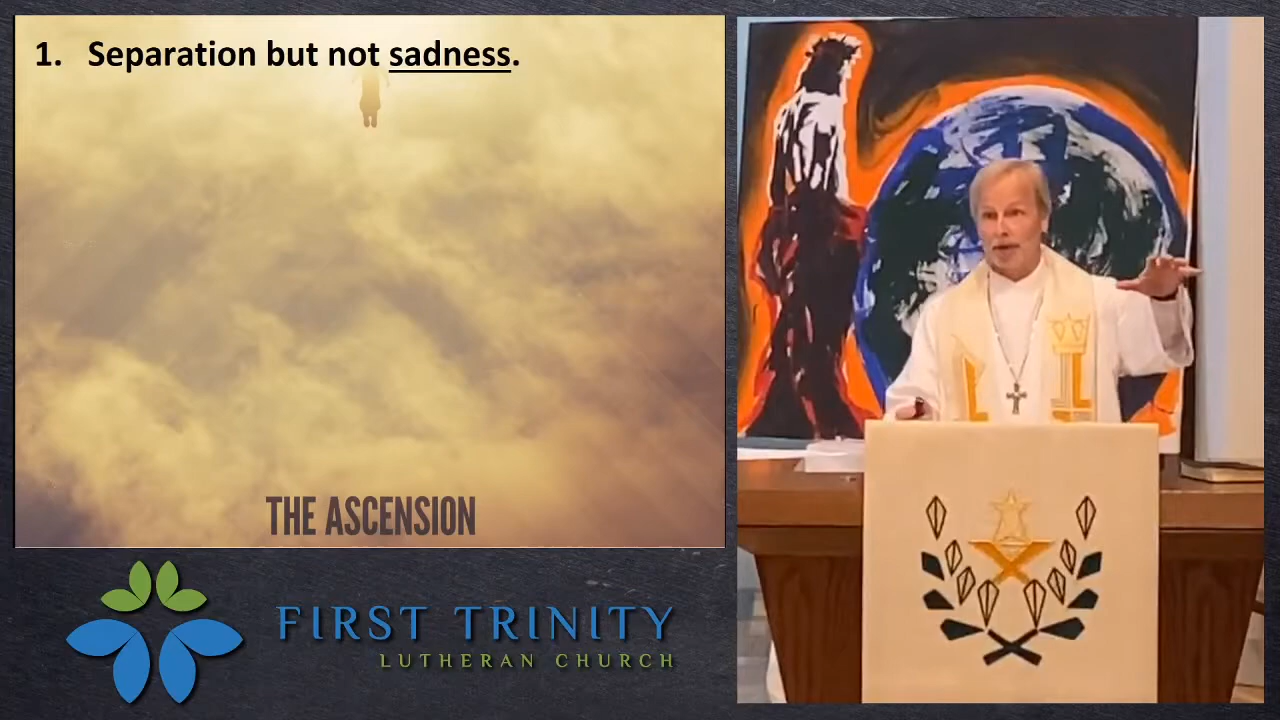 1. Separation but not sadness.
THE ASCENSION
FIRST TRINITY
LUTHERAN CHURCH